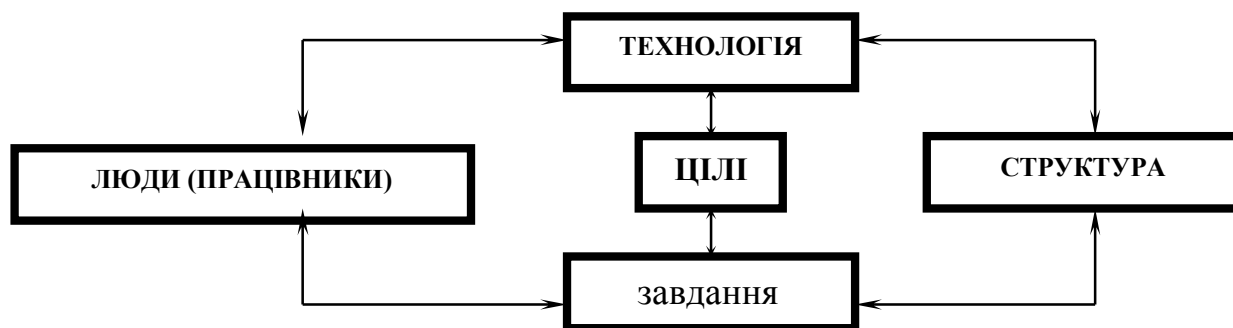 ТЕХНОЛОГІЯ
ЛЮДИ (ПРАЦІВНИКИ)
ЦІЛІ
СТРУКТУРА
завдання